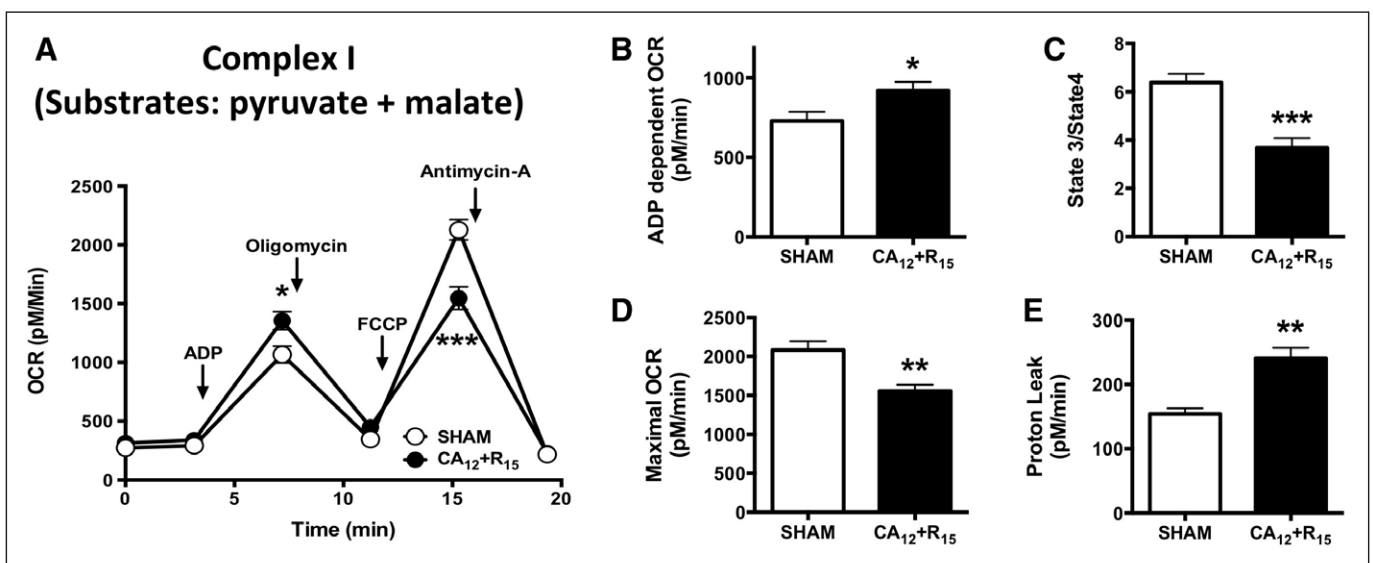 A
Complex I
(Substrates: pyruvate + malate)
OCR (pM/Min)
2500
2000
1500
1000
500
0
0 5 10 15 20
Time (min)
ADP
Oligomycin
FCCP
Antimycin-A
*
***
SHAM
CA₁₂+R₁₅
B
ADP dependent OCR
(pM/min)
1000
500
0
*
SHAM CA₁₂+R₁₅
C
State 3/State4
8
6
4
2
0
***
SHAM CA₁₂+R₁₅
D
Maximal OCR
(pM/min)
2500
2000
1500
1000
500
0
**
SHAM CA₁₂+R₁₅
E
Proton Leak
(pM/min)
300
200
100
0
**
SHAM CA₁₂+R₁₅